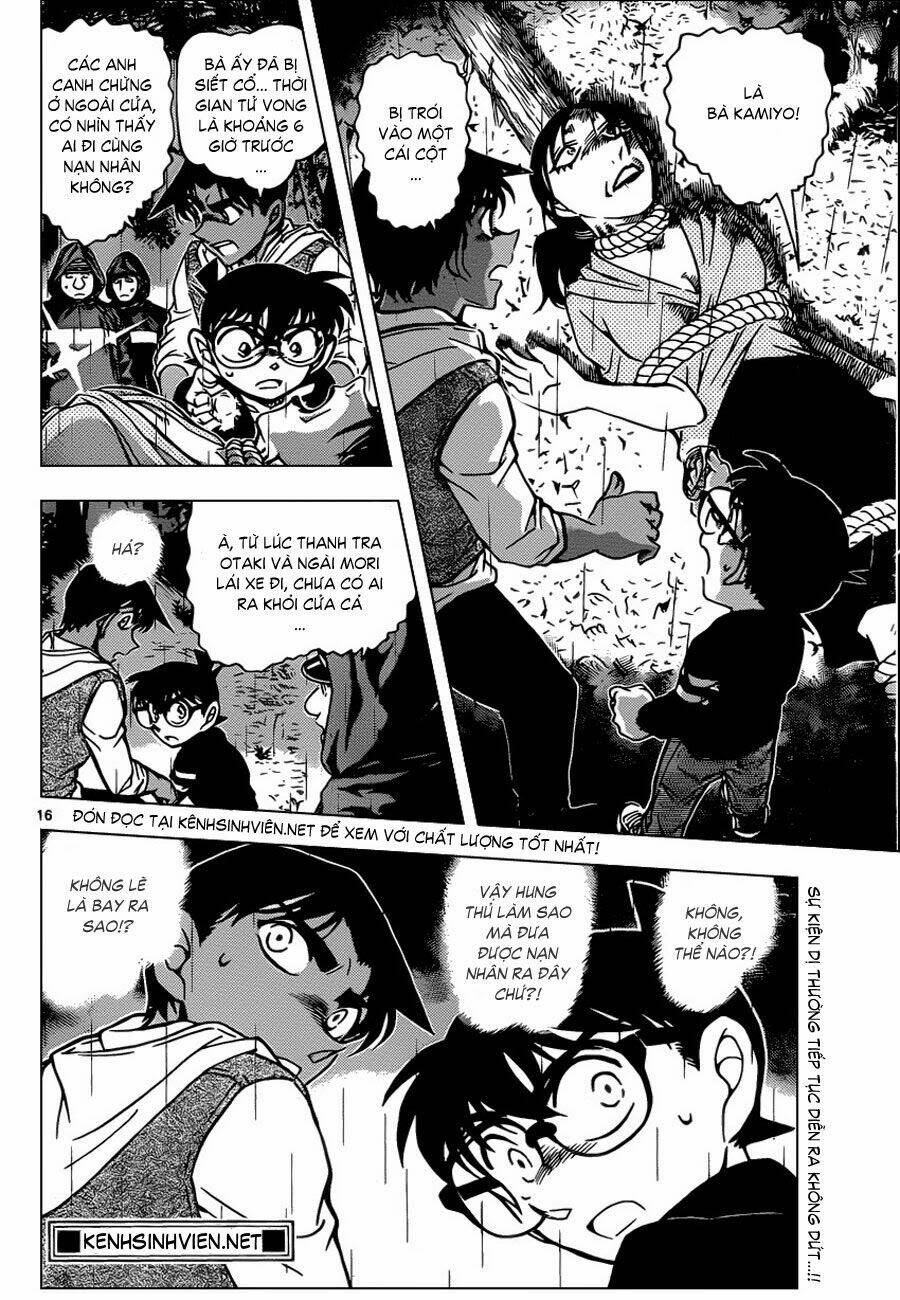 LÀ
BÀ KAMIYO!
BỊ TRÓI
VÀO MỘT
CÁI CỘT
...
BÀ ẤY ĐÃ BỊ
SIẾT CỔ... THỜI
GIAN TỬ VONG
LÀ KHOẢNG 6
GIỜ TRƯỚC
...
CÁC ANH
CANH CHỪNG
Ở NGOÀI CỬA,
CÓ NHÌN THẤY
AI ĐI CÙNG
NẠN NHÂN
KHÔNG?
À, TỪ LÚC THANH TRA
OTAKI VÀ NGÀI MORI
LÁI XE ĐI, CHƯA CÓ AI
RA KHỎI CỬA CẢ
...
HẢ?
16
ĐÓN ĐỌC TẠI KÊNHSINHVIÊN.NET ĐỂ XEM VỚI CHẤT LƯỢNG TỐT NHẤT!
KHÔNG,
KHÔNG
THỂ NÀO?!
VẬY HUNG
THỦ LÀM SAO
MÀ ĐƯA
ĐƯỢC NẠN
NHÂN RA ĐÂY
CHỨ?!
KHÔNG LẼ
LÀ BAY RA
SAO!?
SỰ KIỆN DỊ THƯỜNG TIẾP TỤC DIỄN RA KHÔNG DỨT...!!
KENHSINHVIEN.NET